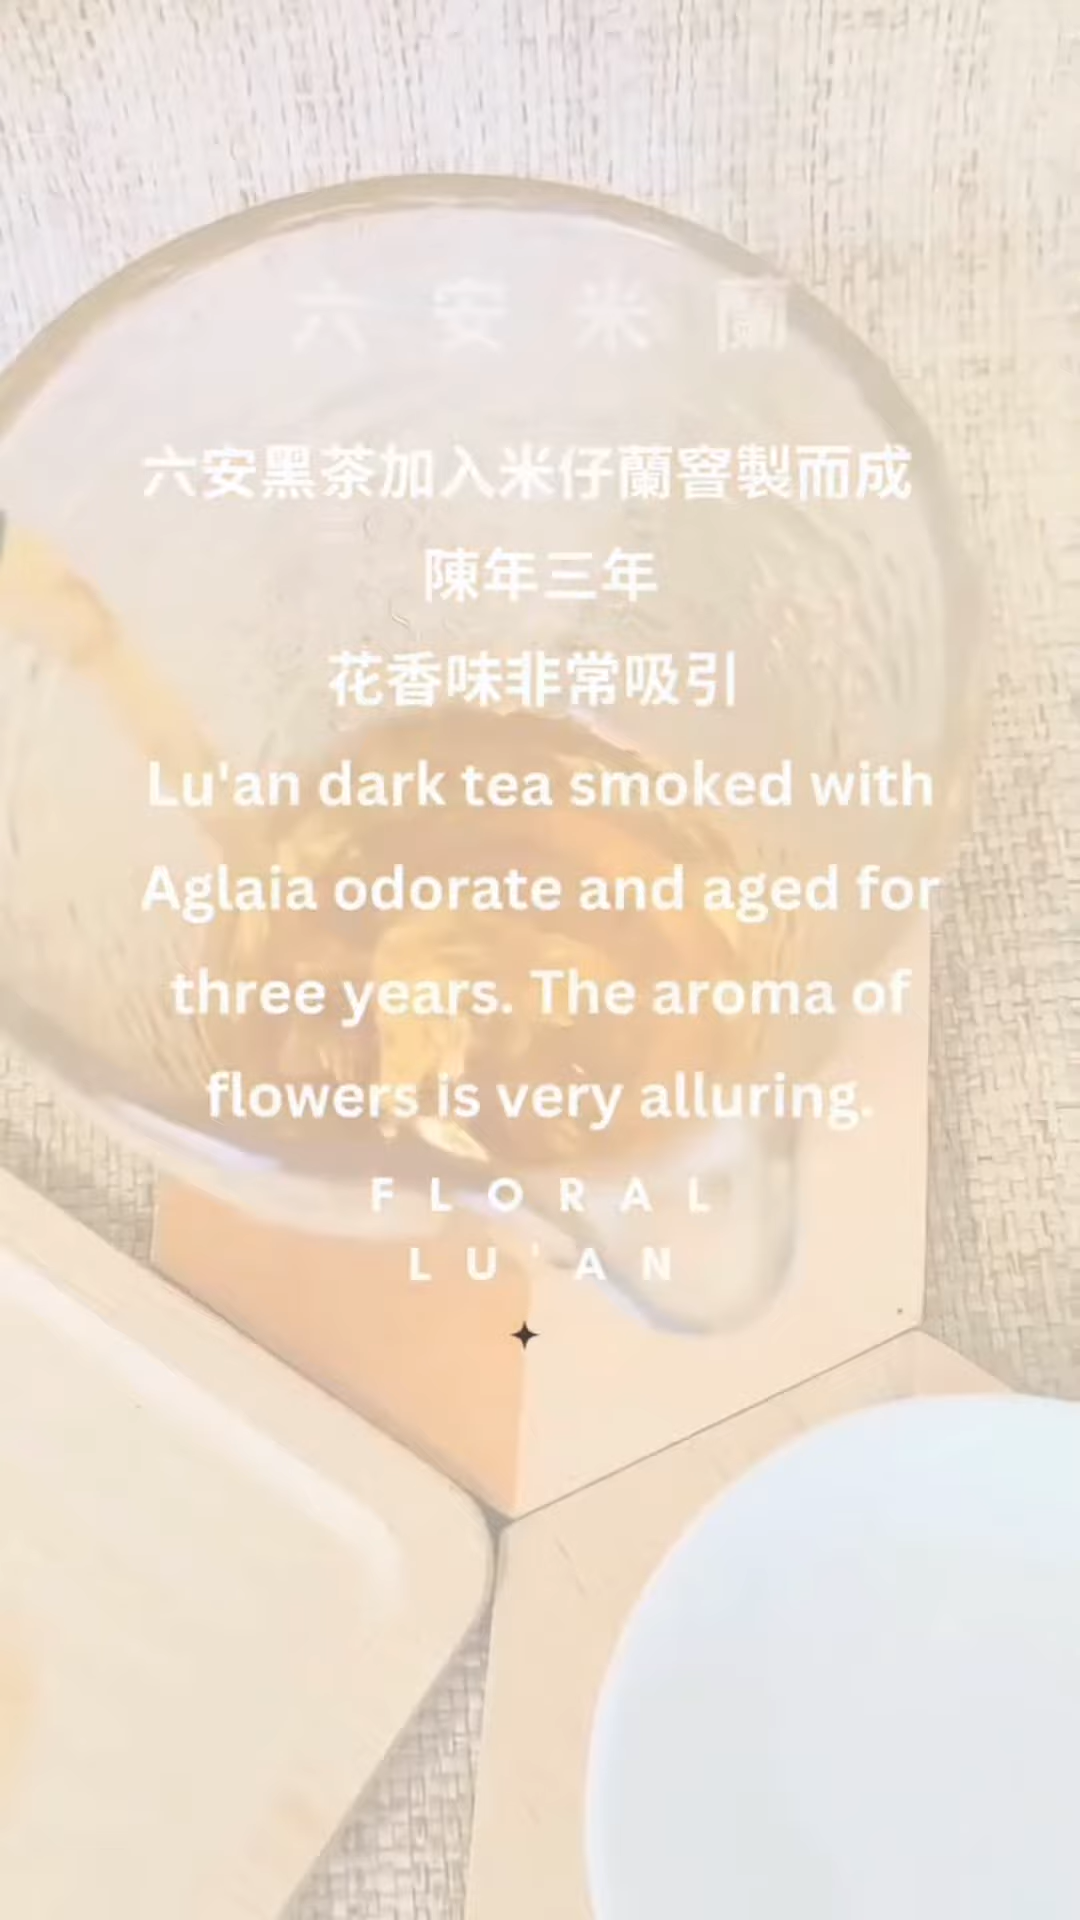 六安米蘭
六安黑茶加入米仔蘭窨製而成
陳年三年
花香味非常吸引
Lu'an dark tea smoked with
Aglaia odorate and aged for
three years. The aroma of
flowers is very alluring.
FLORAL
LU'AN